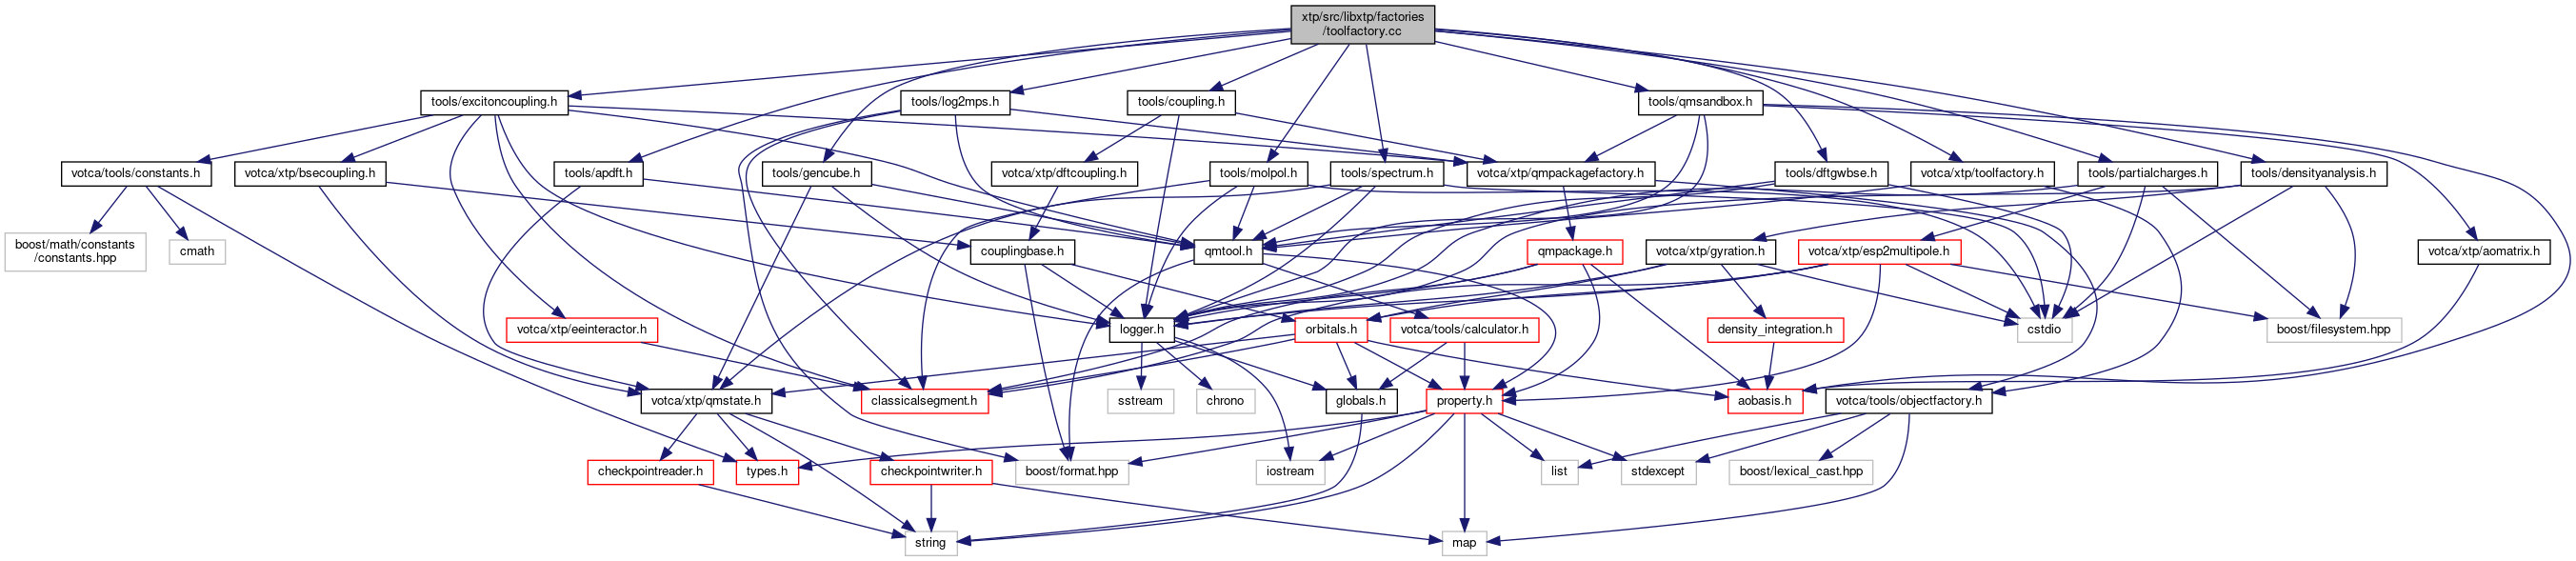 xtp/src/libxtp/factories
/toolfactory.cc
tools/excitoncoupling.h
tools/log2mps.h
tools/coupling.h
tools/qmsandbox.h
votca/tools/constants.h
votca/xtp/bsecoupling.h
tools/apdft.h
tools/gencube.h
votca/xtp/dftcoupling.h
tools/molpol.h
tools/spectrum.h
votca/xtp/qmpackagefactory.h
tools/dftgwbse.h
votca/xtp/toolfactory.h
tools/partialcharges.h
tools/densityanalysis.h
boost/math/constants
/constants.hpp
cmath
couplingbase.h
qmtool.h
qmpackage.h
votca/xtp/gyration.h
votca/xtp/esp2multipole.h
votca/xtp/aomatrix.h
votca/xtp/eeinteractor.h
logger.h
orbitals.h
votca/tools/calculator.h
density_integration.h
cstdio
boost/filesystem.hpp
votca/xtp/qmstate.h
classicalsegment.h
sstream
chrono
globals.h
property.h
aobasis.h
votca/tools/objectfactory.h
checkpointreader.h
types.h
checkpointwriter.h
boost/format.hpp
iostream
list
stdexcept
boost/lexical_cast.hpp
string
map